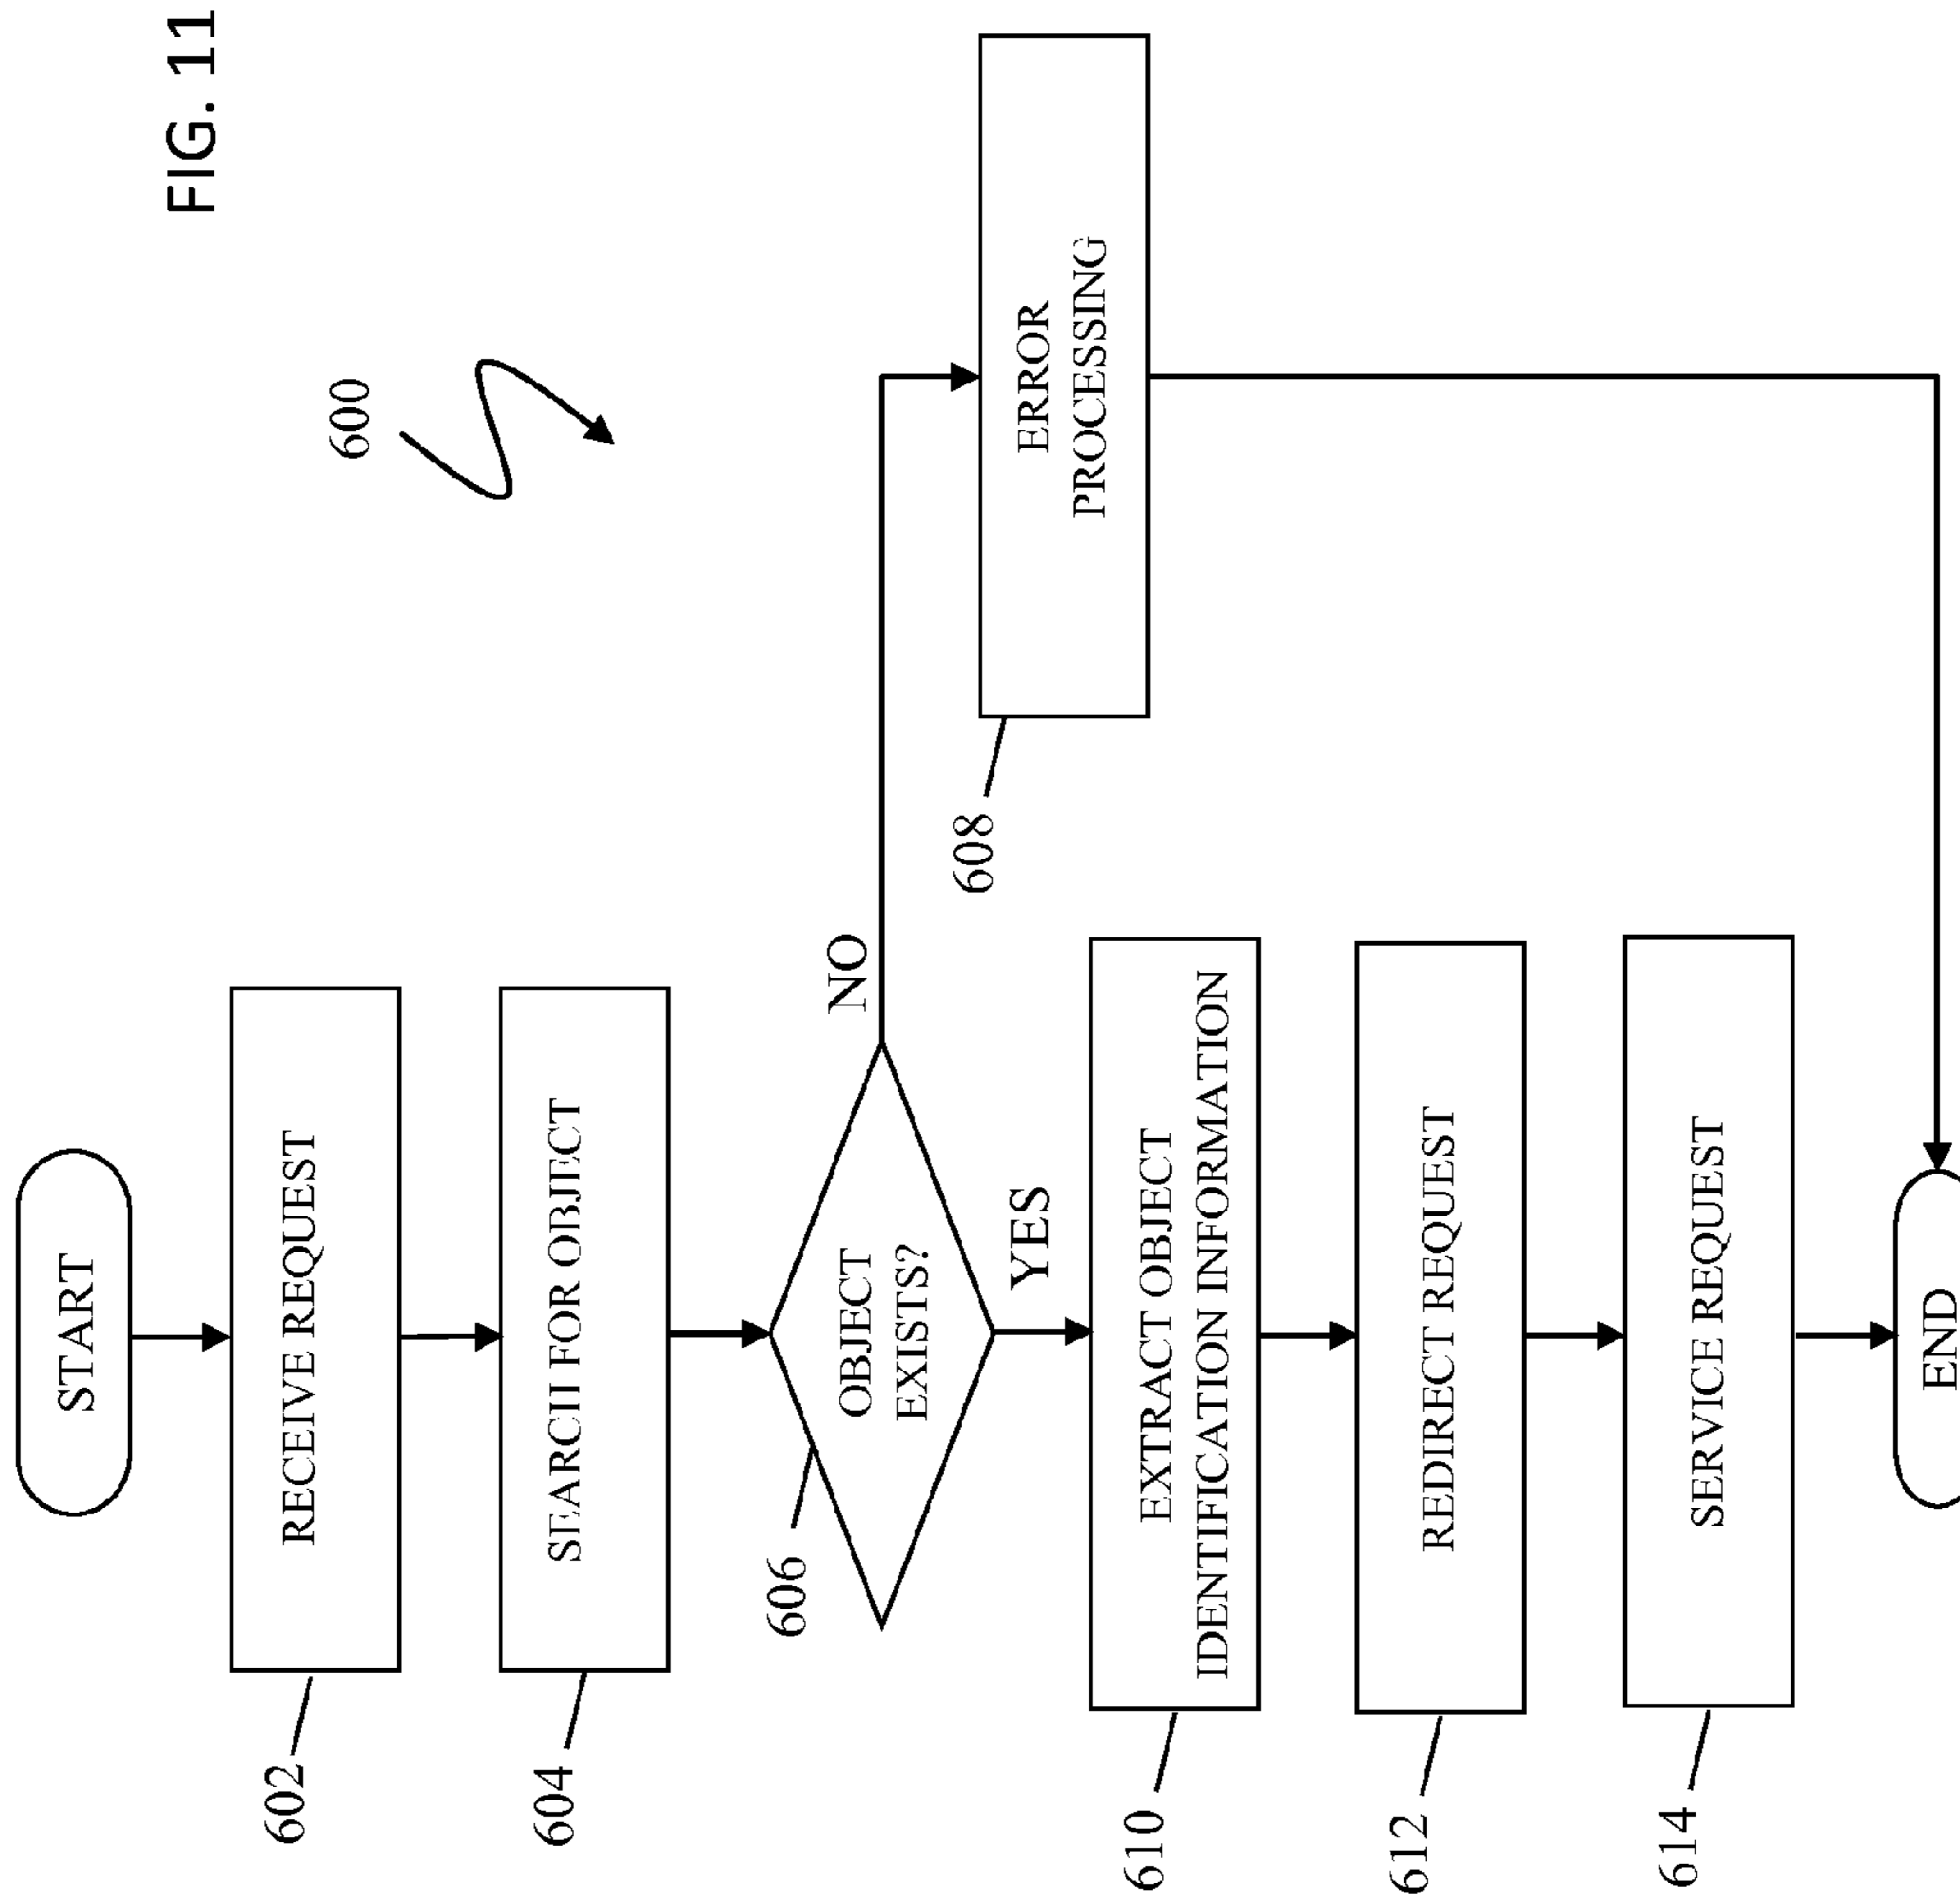 FIG. 11
600
START
RECEIVE REQUEST
602
SEARCH FOR OBJECT
604
OBJECT
EXISTS?
606
NO
YES
ERROR
PROCESSING
608
EXTRACT OBJECT
IDENTIFICATION INFORMATION
610
REDIRECT REQUEST
612
SERVICE REQUEST
614
END